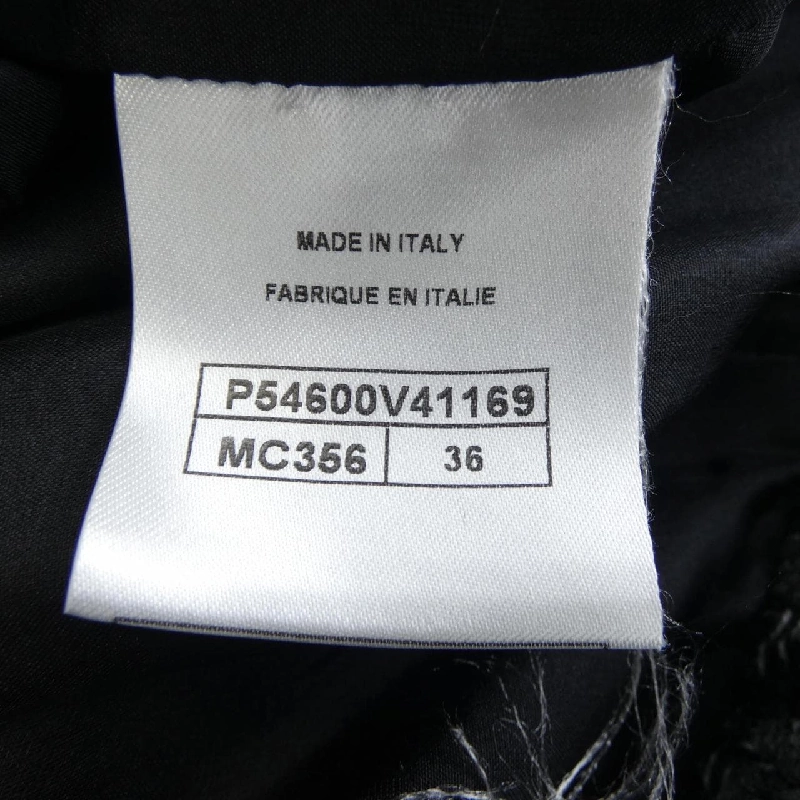 MADE IN ITALY
FABRIQUE EN ITALIE
P54600V41169
MC356 36